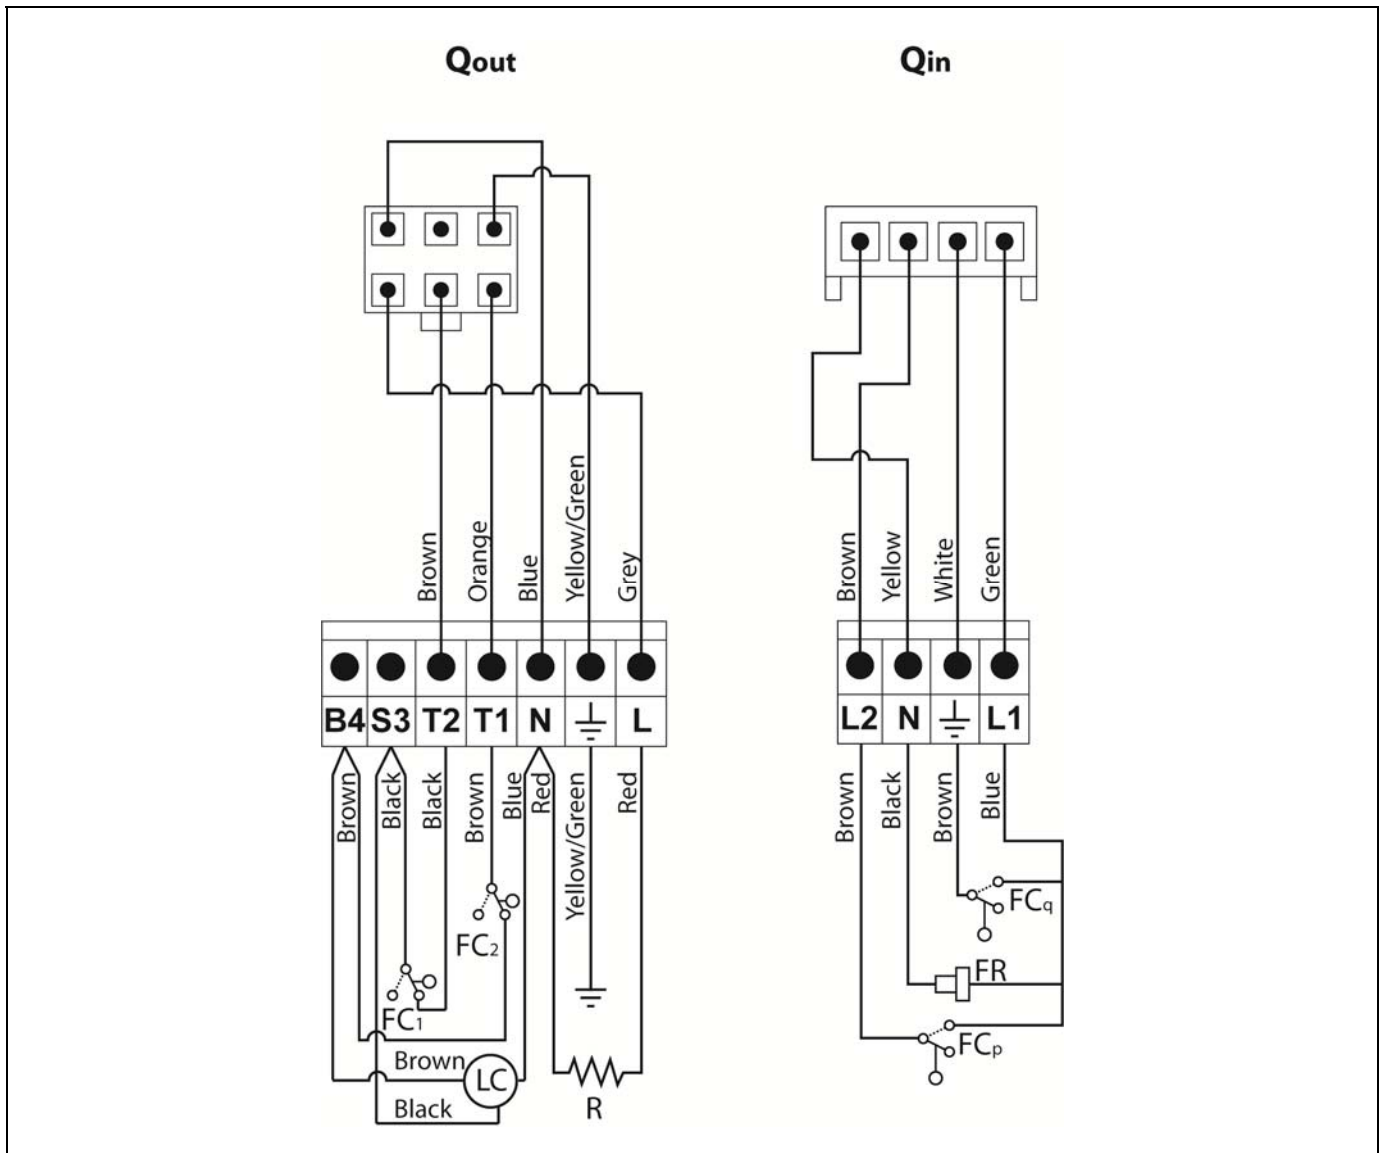 Qout
Qin
Brown
Orange
Blue
Yellow/Green
Grey
Brown
Yellow
White
Green
B4 S3 T2 T1 N L
L2 N L1
Brown
Black
Black
Brown
Blue
Red
Yellow/Green
Red
Brown
Black
Brown
Blue
FCq
FC2
FR
FC1
FCp
Brown
LC
Black
R